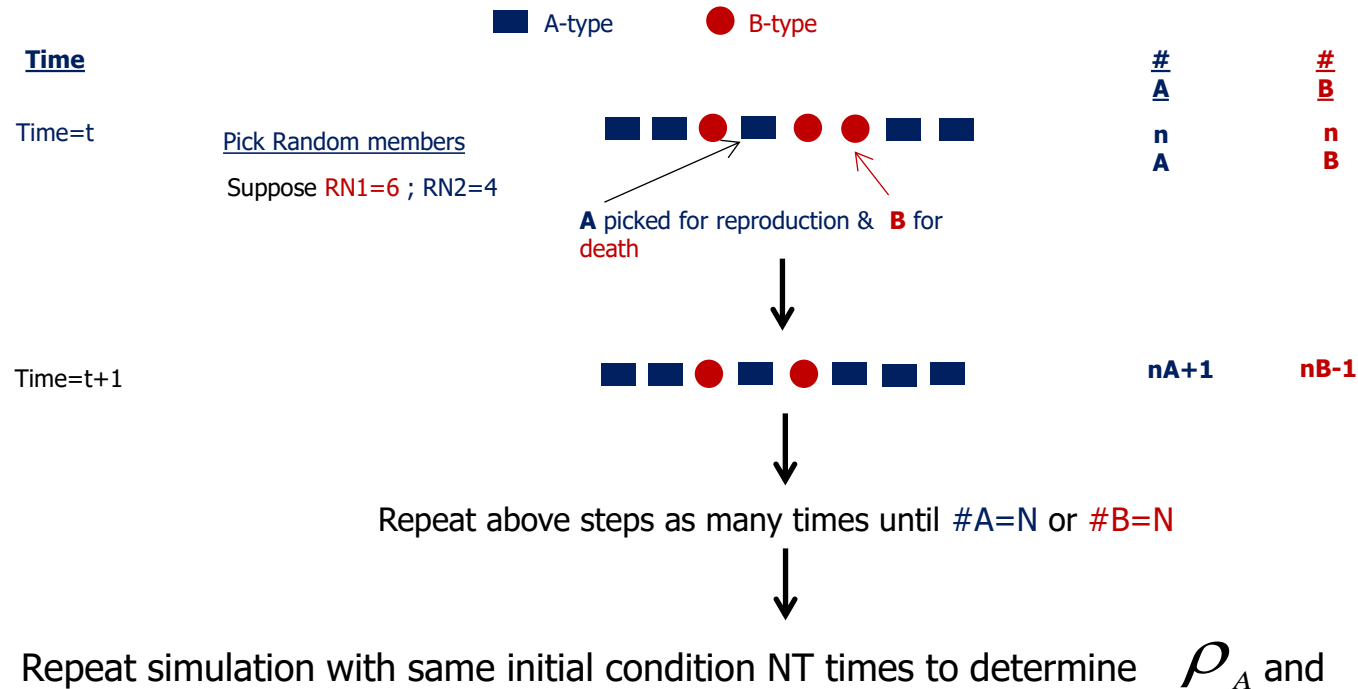 A-type B-type
Time # #
A B
Time=t n n
Pick Random members A B
Suppose RN1=6 ; RN2=4
A picked for reproduction & B for
death
Time=t+1 nA+1 nB-1
Repeat above steps as many times until #A=N or #B=N
Repeat simulation with same initial condition NT times to determine ρA and